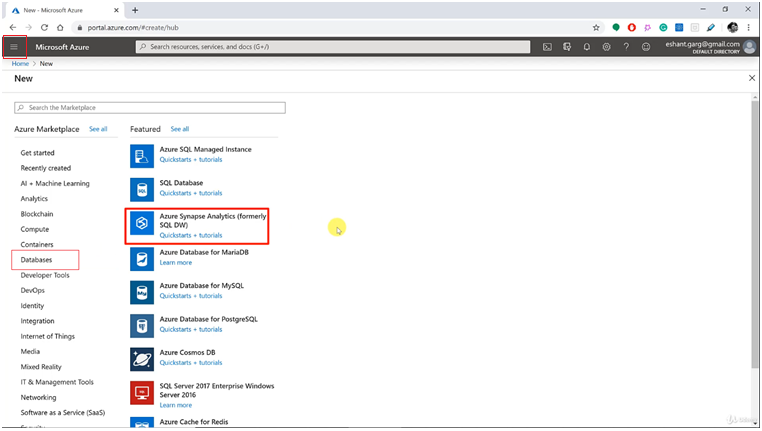 New - Microsoft Azure
portal.azure.com/#create/hub
Microsoft Azure
Search resources, services, and docs (G+/)
eshant.garg@gmail.com
DEFAULT DIRECTORY
Home > New
New
Search the Marketplace
Azure Marketplace See all
Featured See all
Get started
Recently created
AI + Machine Learning
Analytics
Blockchain
Compute
Containers
Databases
Developer Tools
DevOps
Identity
Integration
Internet of Things
Media
Mixed Reality
IT & Management Tools
Networking
Software as a Service (SaaS)
Security
Azure SQL Managed Instance
Quickstarts + tutorials
SQL Database
Quickstarts + tutorials
Azure Synapse Analytics (formerly
SQL DW)
Quickstarts + tutorials
Azure Database for MariaDB
Learn more
Azure Database for MySQL
Quickstarts + tutorials
Azure Database for PostgreSQL
Quickstarts + tutorials
Azure Cosmos DB
Quickstarts + tutorials
SQL Server 2017 Enterprise Windows
Server 2016
Learn more
Azure Cache for Redis